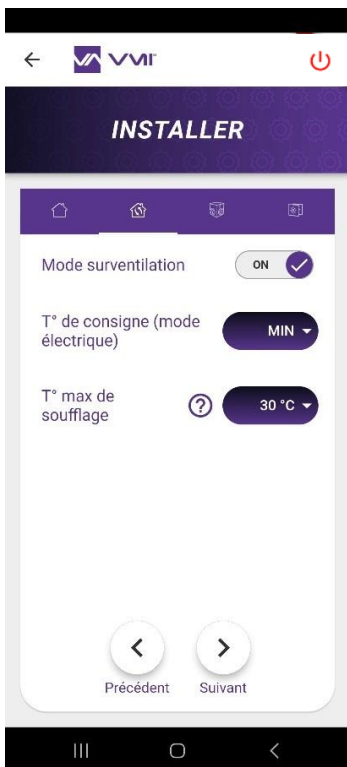 VMI
INSTALLER
Mode surventilation
ON
T° de consigne (mode
électrique)
MIN
T° max de
soufflage
?
30 °C
Précédent
Suivant